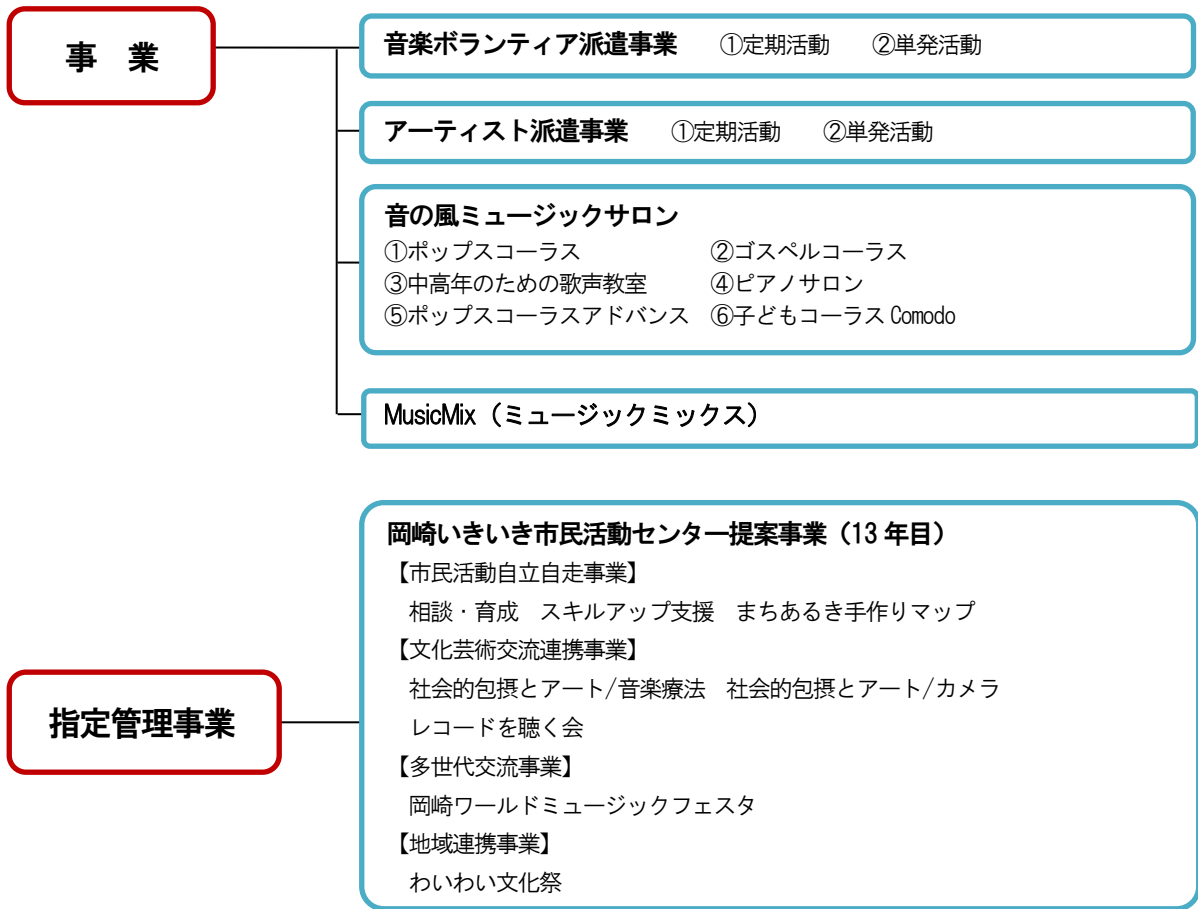 事　業
音楽ボランティア派遣事業　①定期活動　②単発活動
アーティスト派遣事業　①定期活動　②単発活動
音の風ミュージックサロン
①ポップスコーラス　②ゴスペルコーラス
③中高年のための歌声教室　④ピアノサロン
⑤ポップスコーラスアドバンス　⑥子どもコーラス Comodo
MusicMix（ミュージックミックス）
指定管理事業
岡崎いきいき市民活動センター提案事業（13 年目）
【市民活動自立自走事業】
相談・育成　スキルアップ支援　まちあるき手作りマップ
【文化芸術交流連携事業】
社会的包摂とアート/音楽療法　社会的包摂とアート/カメラ
レコードを聴く会
【多世代交流事業】
岡崎ワールドミュージックフェスタ
【地域連携事業】
わいわい文化祭